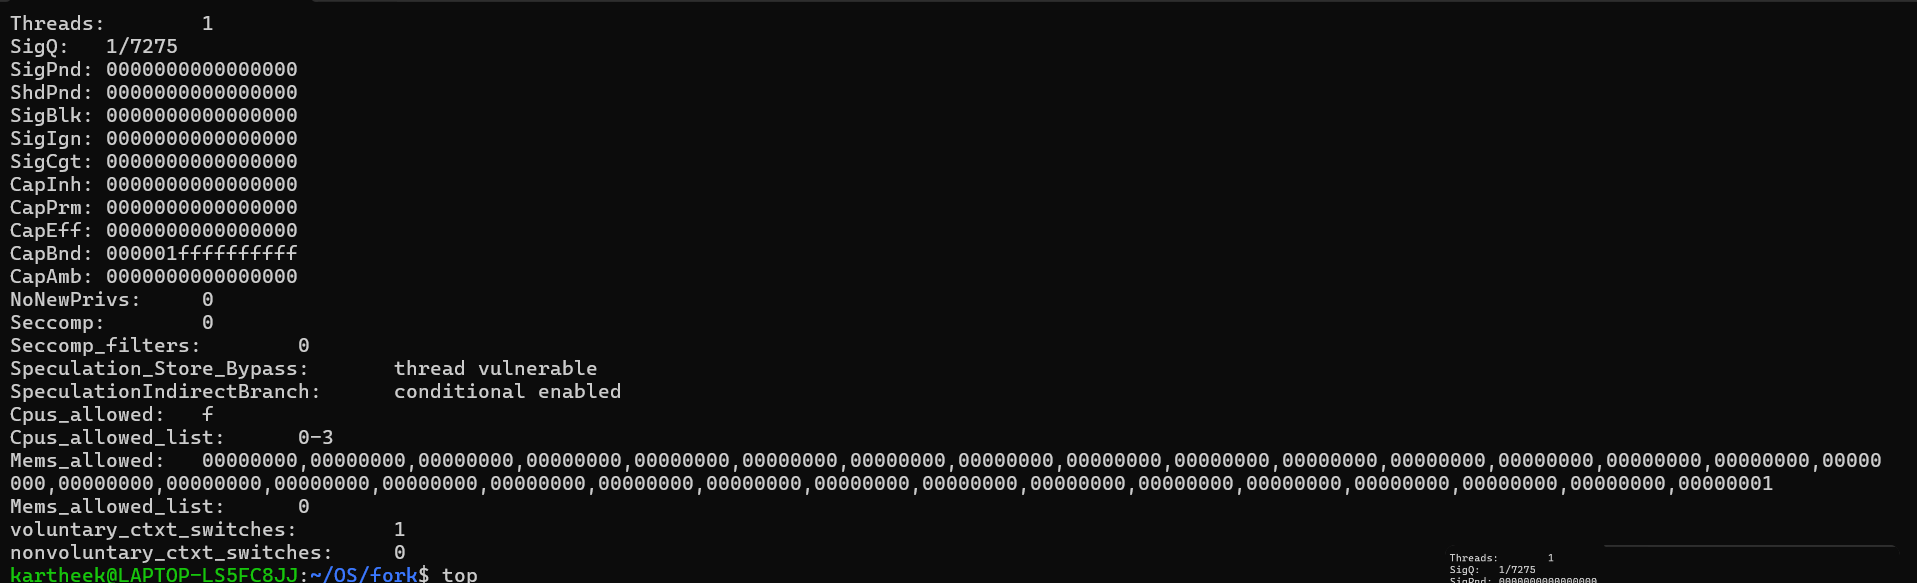 Threads:        1
SigQ:   1/7275
SigPnd: 0000000000000000
ShdPnd: 0000000000000000
SigBlk: 0000000000000000
SigIgn: 0000000000000000
SigCgt: 0000000000000000
CapInh: 0000000000000000
CapPrm: 0000000000000000
CapEff: 0000000000000000
CapBnd: 000001ffffffffff
CapAmb: 0000000000000000
NoNewPrivs:     0
Seccomp:        0
Seccomp_filters:        0
Speculation_Store_Bypass:       thread vulnerable
SpeculationIndirectBranch:      conditional enabled
Cpus_allowed:   f
Cpus_allowed_list:      0-3
Mems_allowed:   00000000,00000000,00000000,00000000,00000000,00000000,00000000,00000000,00000000,00000000,00000000,00000000,00000000,00000000,00000000,00000
000,00000000,00000000,00000000,00000000,00000000,00000000,00000000,00000000,00000000,00000000,00000000,00000000,00000000,00000000,00000000,00000001
Mems_allowed_list:      0
voluntary_ctxt_switches:        1
nonvoluntary_ctxt_switches:     0
kartheek@LAPTOP-LS5FC8JJ:~/OS/fork$ top
Threads:        1
SigQ:   1/7275
SigPnd: 0000000000000000